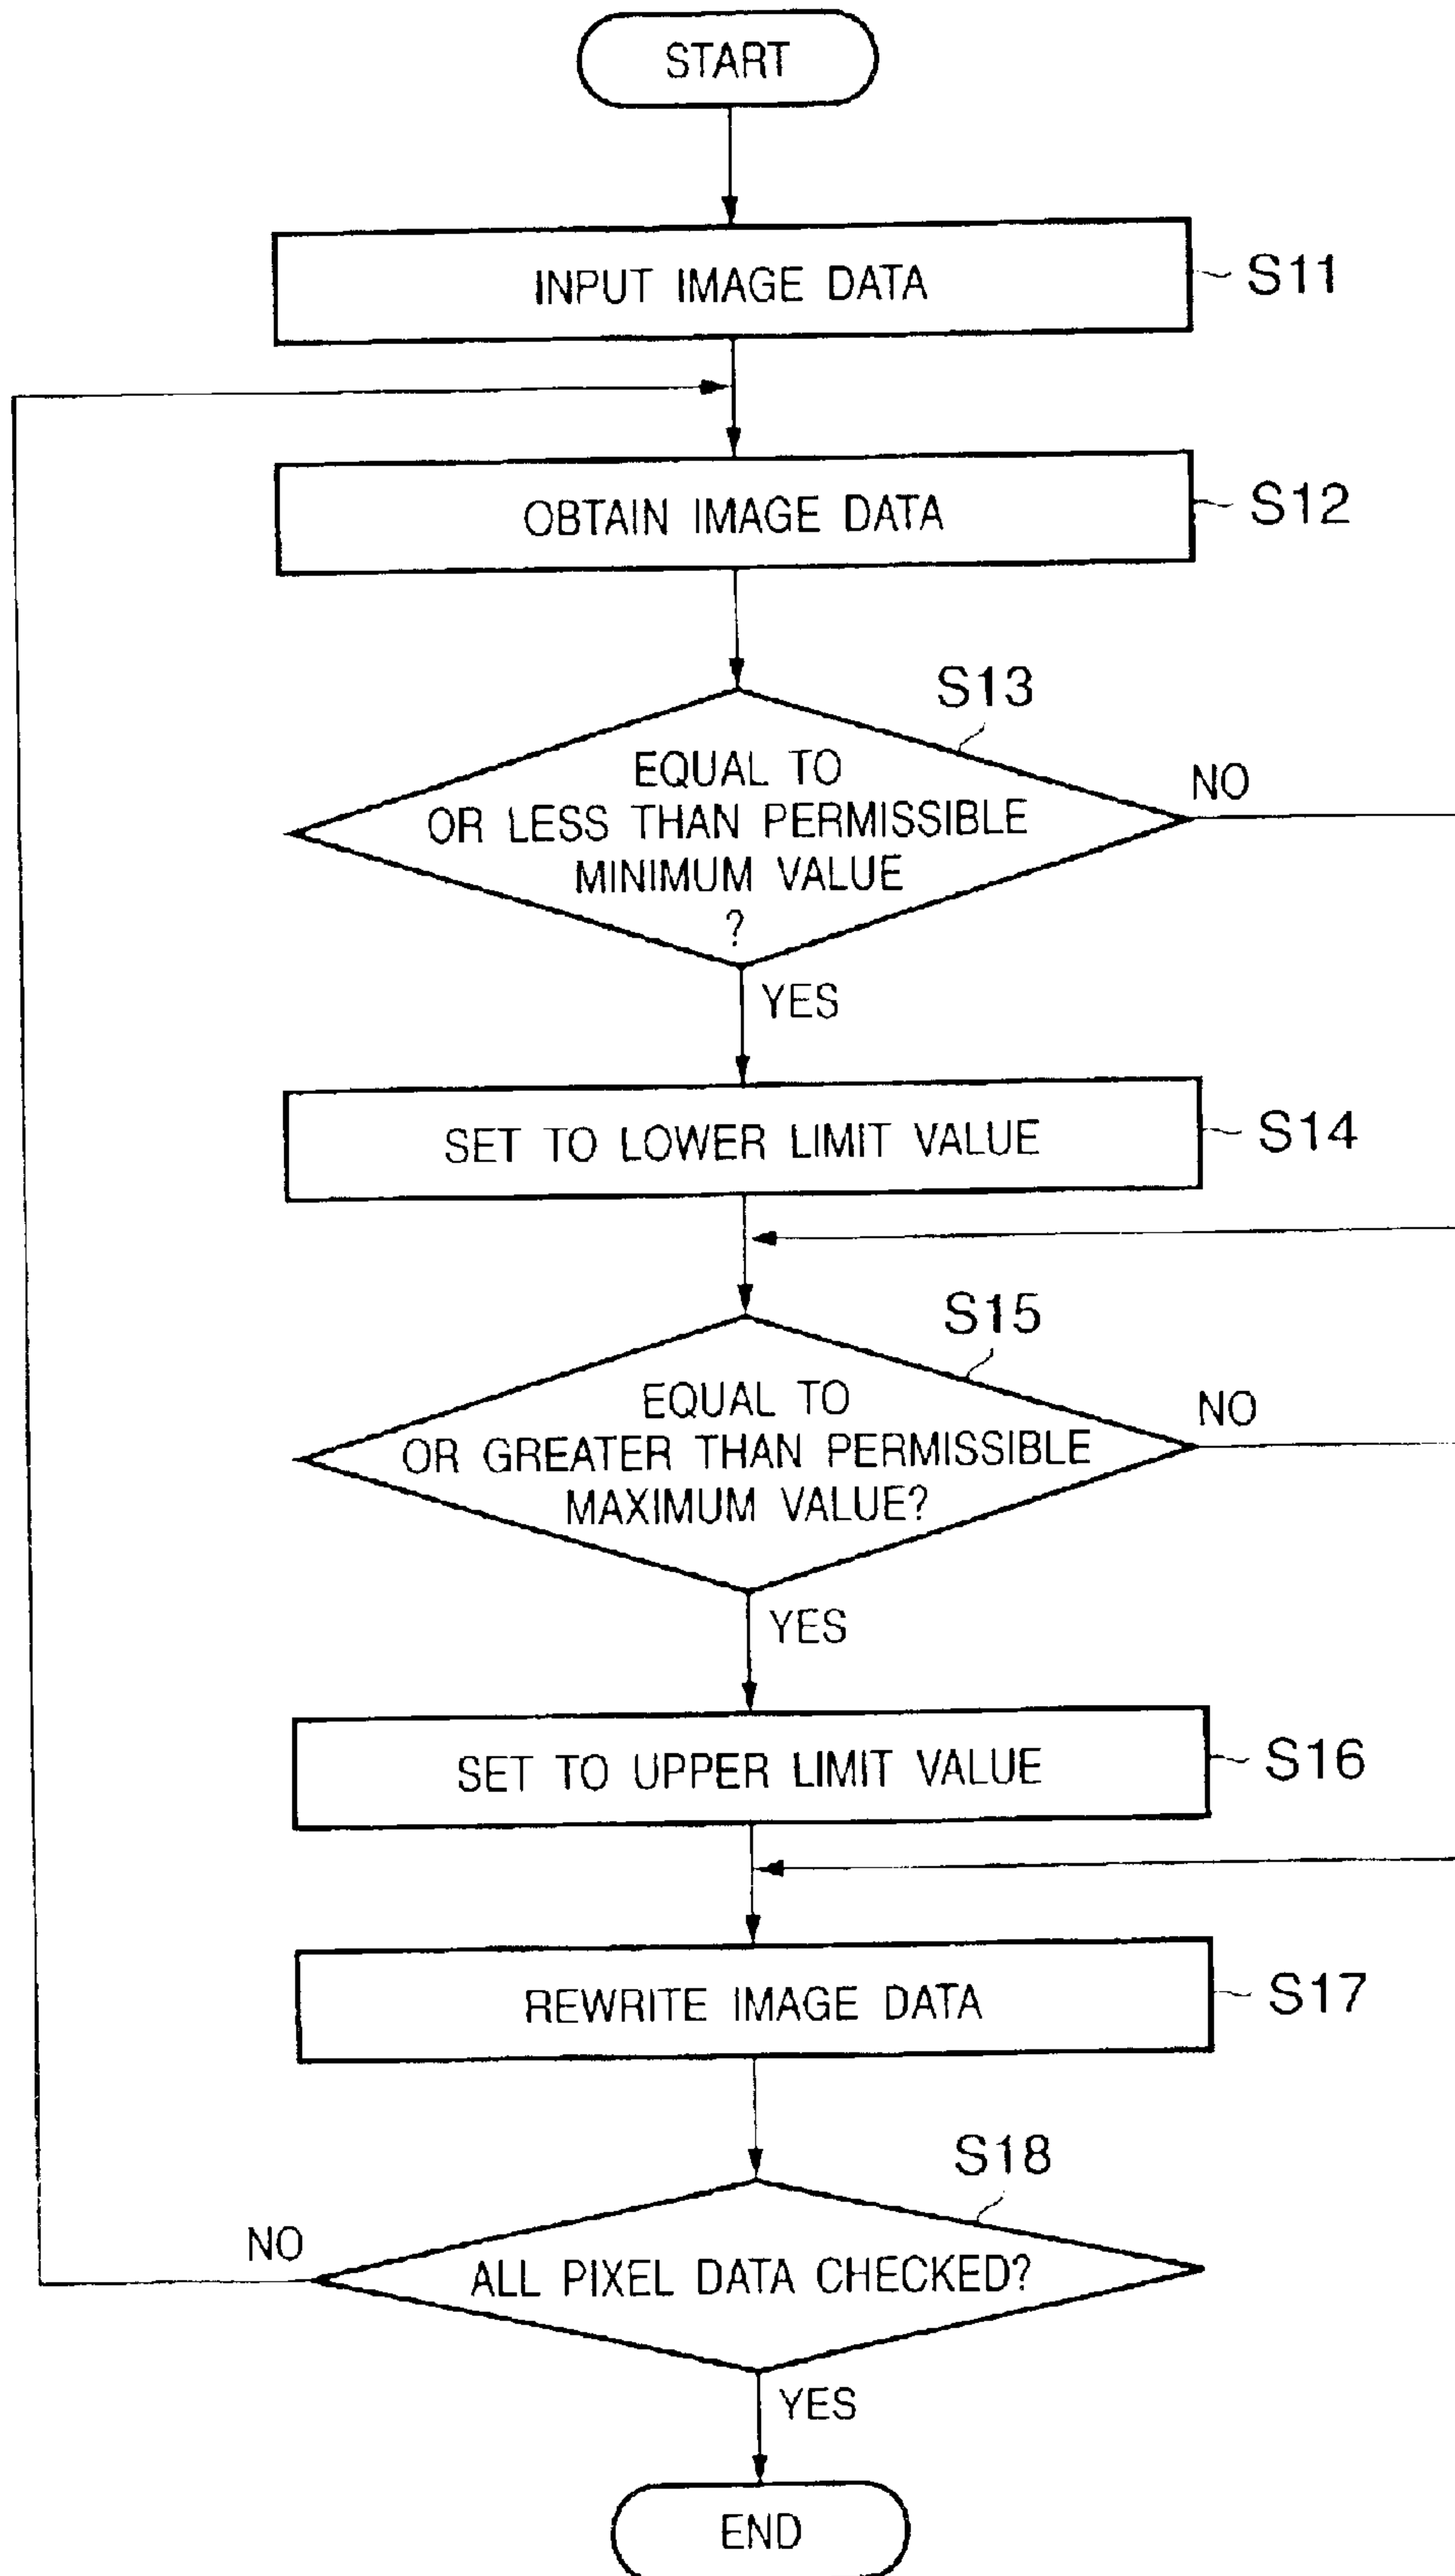 START
INPUT IMAGE DATA
S11
OBTAIN IMAGE DATA
S12
S13
EQUAL TO
OR LESS THAN PERMISSIBLE
MINIMUM VALUE
?
NO
YES
SET TO LOWER LIMIT VALUE
S14
S15
EQUAL TO
OR GREATER THAN PERMISSIBLE
MAXIMUM VALUE?
NO
YES
SET TO UPPER LIMIT VALUE
S16
REWRITE IMAGE DATA
S17
S18
NO
ALL PIXEL DATA CHECKED?
YES
END